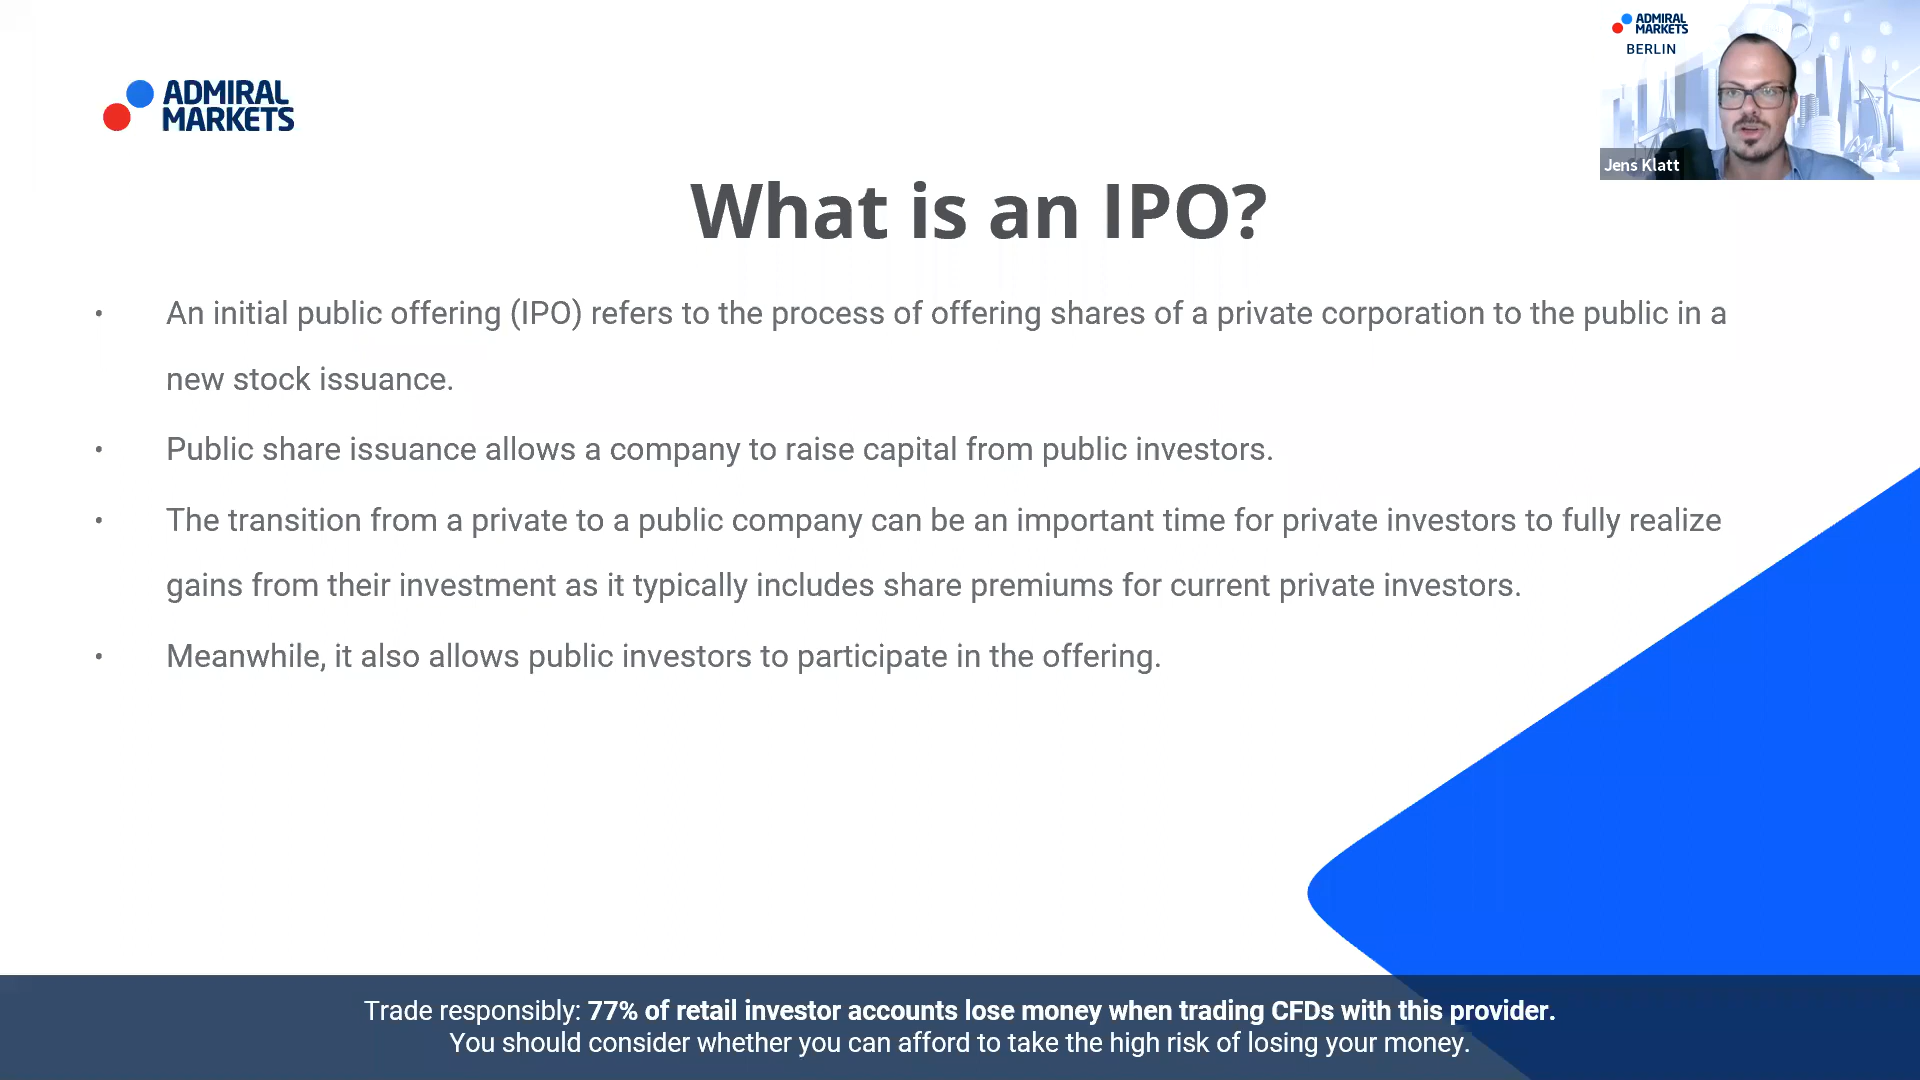 ADMIRAL
MARKETS
ADMIRAL
MARKETS
BERLIN
Jens Klatt
What is an IPO?
• An initial public offering (IPO) refers to the process of offering shares of a private corporation to the public in a
new stock issuance.
• Public share issuance allows a company to raise capital from public investors.
• The transition from a private to a public company can be an important time for private investors to fully realize
gains from their investment as it typically includes share premiums for current private investors.
• Meanwhile, it also allows public investors to participate in the offering.
Trade responsibly: 77% of retail investor accounts lose money when trading CFDs with this provider.
You should consider whether you can afford to take the high risk of losing your money.